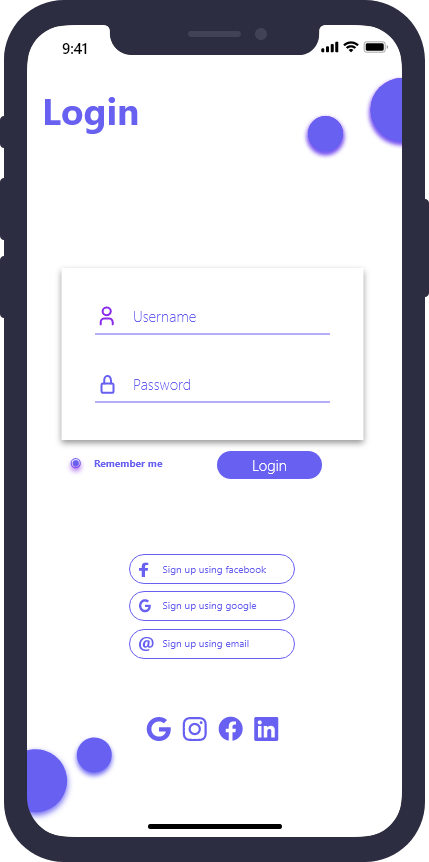 9:41
Login
Username
Password
Remember me
Login
Sign up using facebook
Sign up using google
Sign up using email